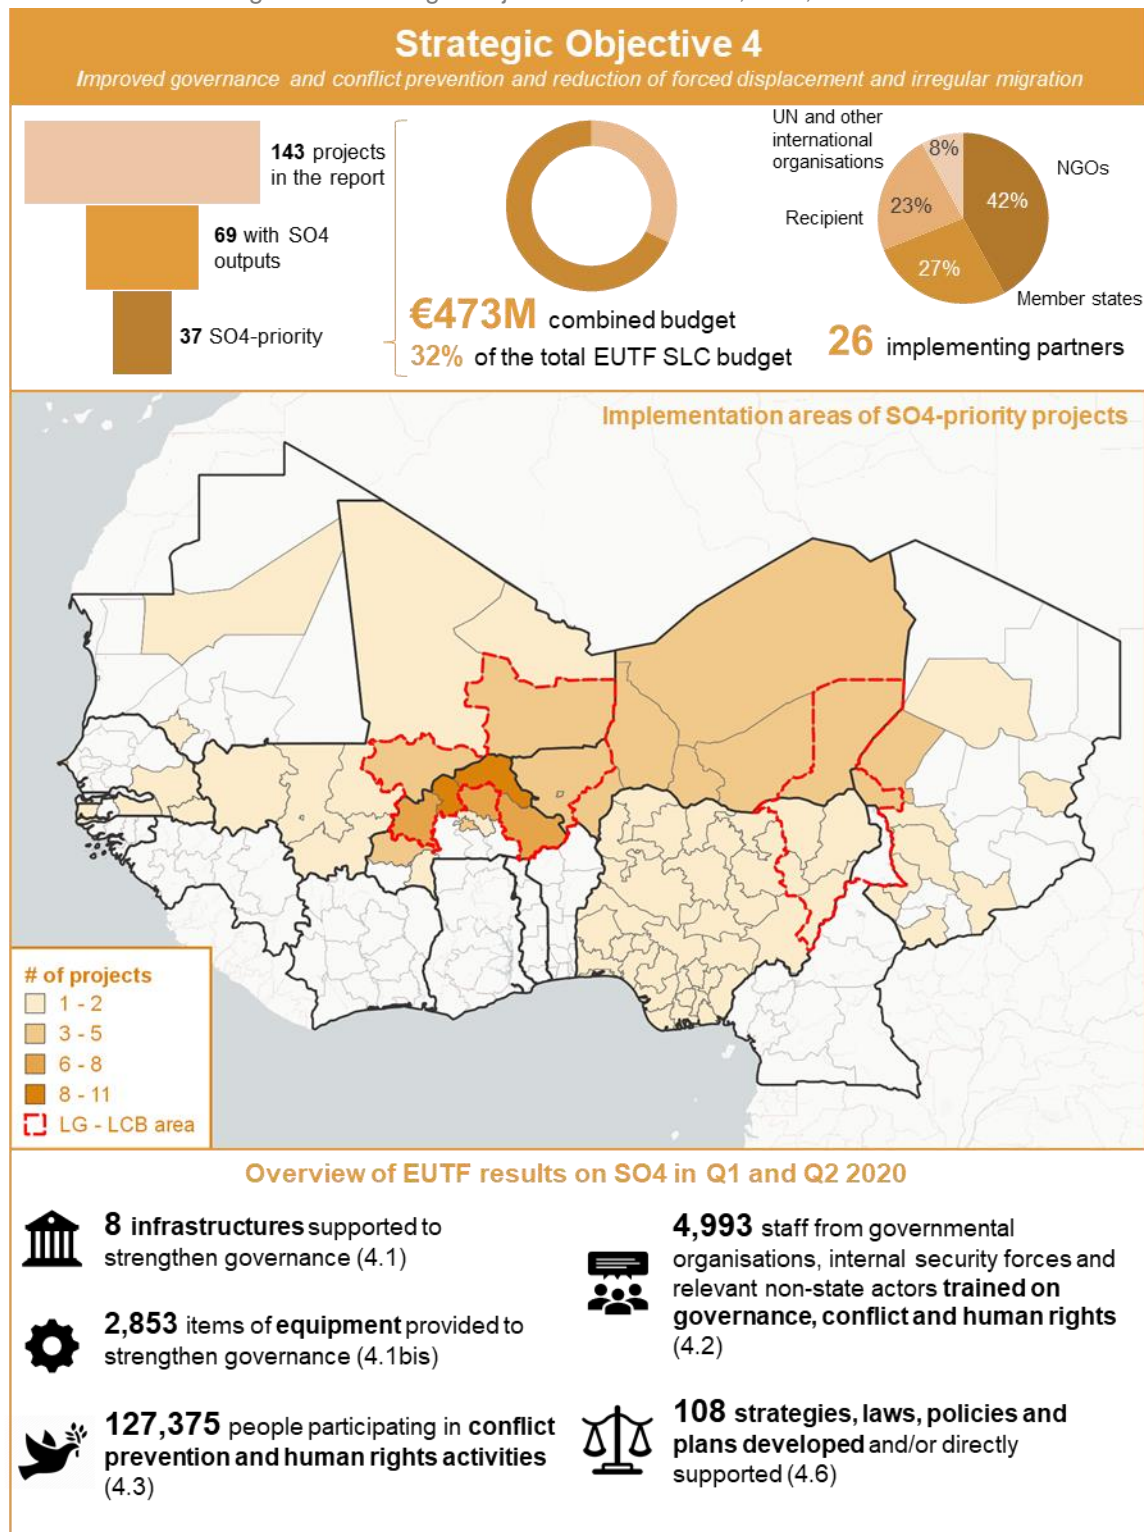 Strategic Objective 4
Improved governance and conflict prevention and reduction of forced displacement and irregular migration
143 projects
in the report
69 with SO4
outputs
37 SO4-priority
€473M combined budget
32% of the total EUTF SLC budget
UN and other
international
organisations
8%
NGOs
42%
23%
Recipient
27%
Member states
26 implementing partners
Implementation areas of SO4-priority projects
# of projects
1 - 2
3 - 5
6 - 8
8 - 11
LG - LCB area
Overview of EUTF results on SO4 in Q1 and Q2 2020
8 infrastructures supported to
strengthen governance (4.1)
2,853 items of equipment provided to
strengthen governance (4.1bis)
127,375 people participating in conflict
prevention and human rights activities
(4.3)
4,993 staff from governmental
organisations, internal security forces and
relevant non-state actors trained on
governance, conflict and human rights
(4.2)
108 strategies, laws, policies and
plans developed and/or directly
supported (4.6)